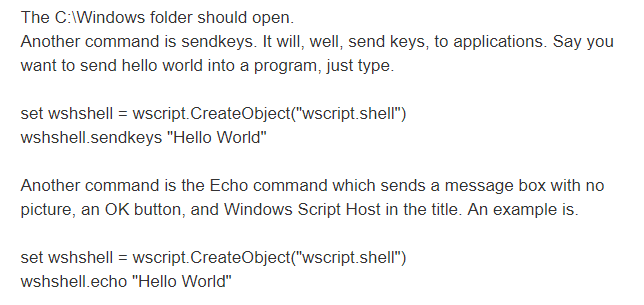 The C:\Windows folder should open.
Another command is sendkeys. It will, well, send keys, to applications. Say you
want to send hello world into a program, just type.
set wshshell = wscript.CreateObject("wscript.shell")
wshshell.sendkeys "Hello World"
Another command is the Echo command which sends a message box with no
picture, an OK button, and Windows Script Host in the title. An example is.
set wshshell = wscript.CreateObject("wscript.shell")
wshshell.echo "Hello World"